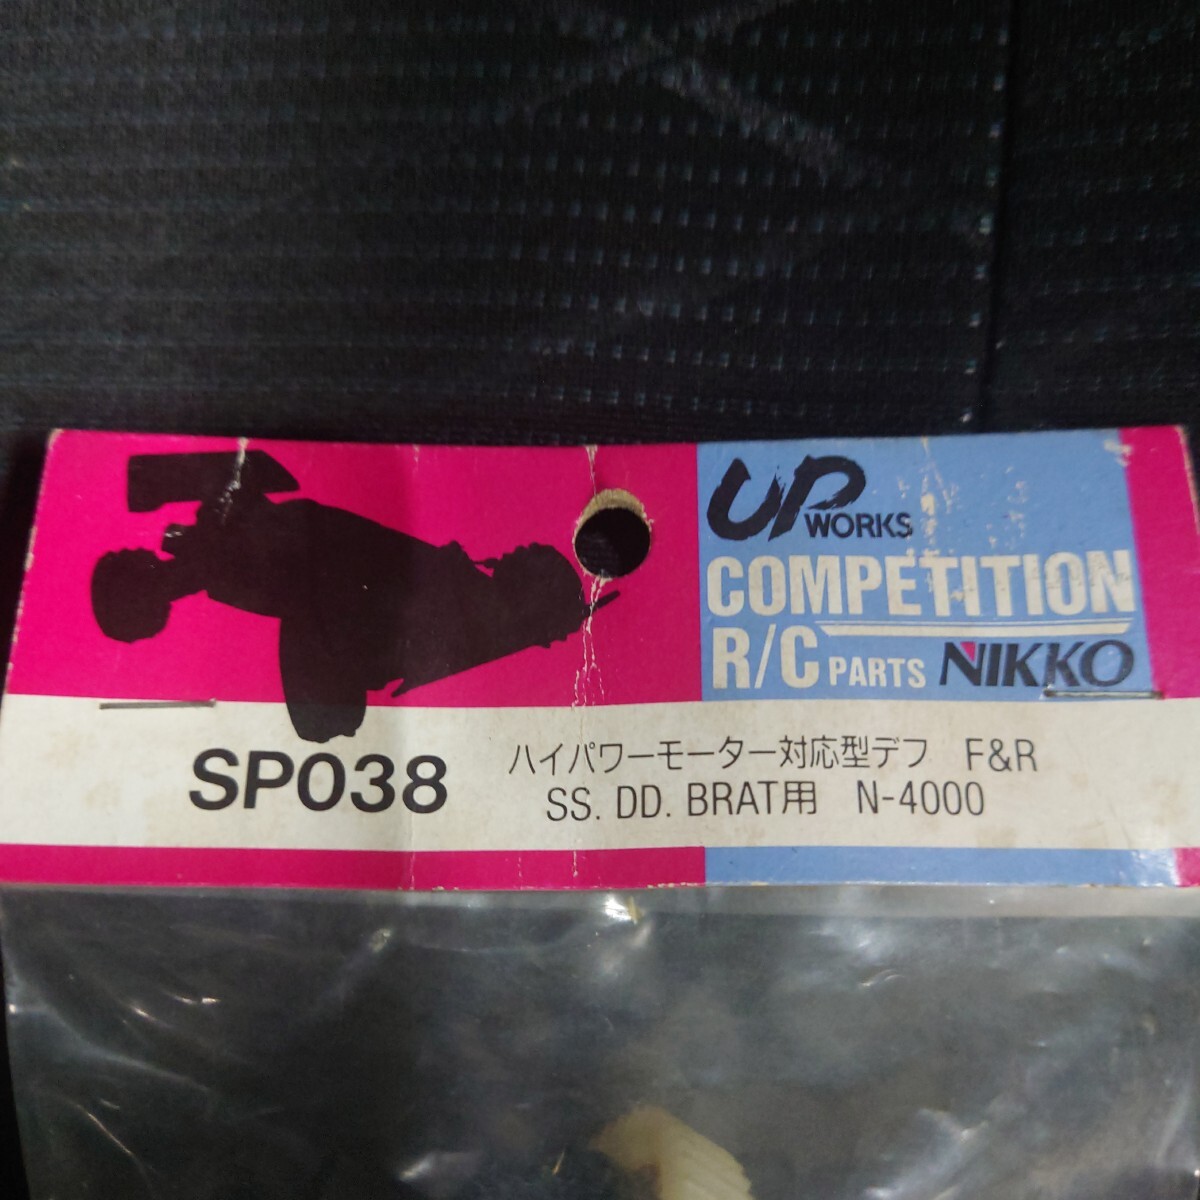 UP WORKS
COMPETITION
R/C PARTS NIKKO
SP038
ハイパワーモーター対応型デフ F&R
SS. DD. BRAT用 N-4000